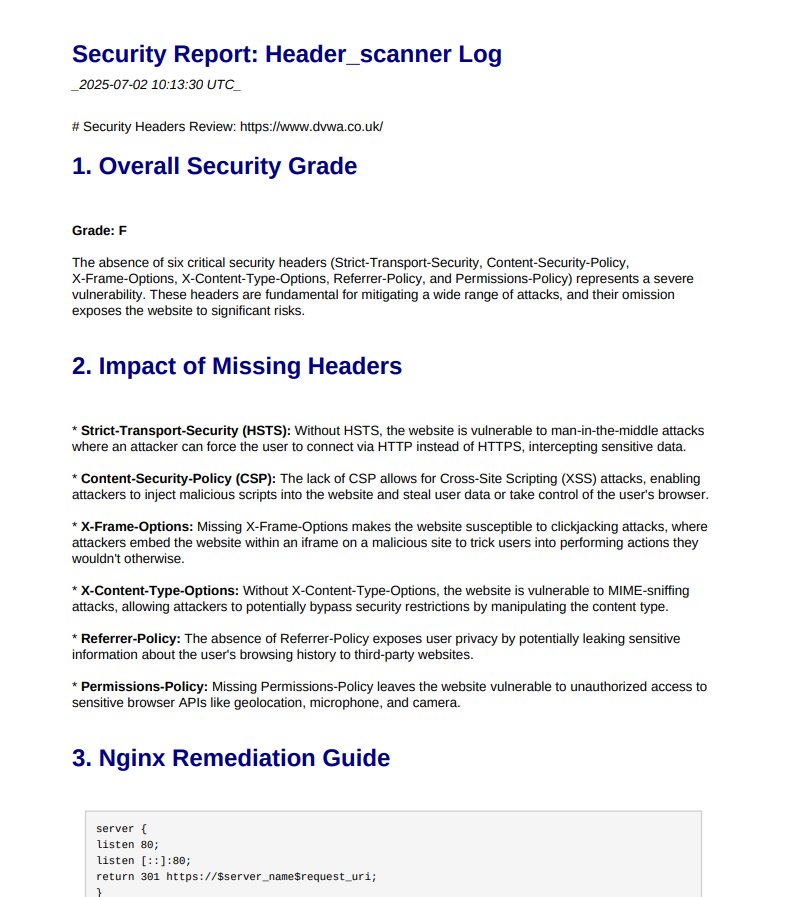 Security Report: Header_scanner Log
_2025-07-02 10:13:30 UTC_
# Security Headers Review: https://www.dvwa.co.uk/
1. Overall Security Grade
Grade: F
The absence of six critical security headers (Strict-Transport-Security, Content-Security-Policy,
X-Frame-Options, X-Content-Type-Options, Referrer-Policy, and Permissions-Policy) represents a severe
vulnerability. These headers are fundamental for mitigating a wide range of attacks, and their omission
exposes the website to significant risks.
2. Impact of Missing Headers
* Strict-Transport-Security (HSTS): Without HSTS, the website is vulnerable to man-in-the-middle attacks
where an attacker can force the user to connect via HTTP instead of HTTPS, intercepting sensitive data.
* Content-Security-Policy (CSP): The lack of CSP allows for Cross-Site Scripting (XSS) attacks, enabling
attackers to inject malicious scripts into the website and steal user data or take control of the user's browser.
* X-Frame-Options: Missing X-Frame-Options makes the website susceptible to clickjacking attacks, where
attackers embed the website within an iframe on a malicious site to trick users into performing actions they
wouldn't otherwise.
* X-Content-Type-Options: Without X-Content-Type-Options, the website is vulnerable to MIME-sniffing
attacks, allowing attackers to potentially bypass security restrictions by manipulating the content type.
* Referrer-Policy: The absence of Referrer-Policy exposes user privacy by potentially leaking sensitive
information about the user's browsing history to third-party websites.
* Permissions-Policy: Missing Permissions-Policy leaves the website vulnerable to unauthorized access to
sensitive browser APIs like geolocation, microphone, and camera.
3. Nginx Remediation Guide
server {
listen 80;
listen [::]:80;
return 301 https://$server_name$request_uri;
}